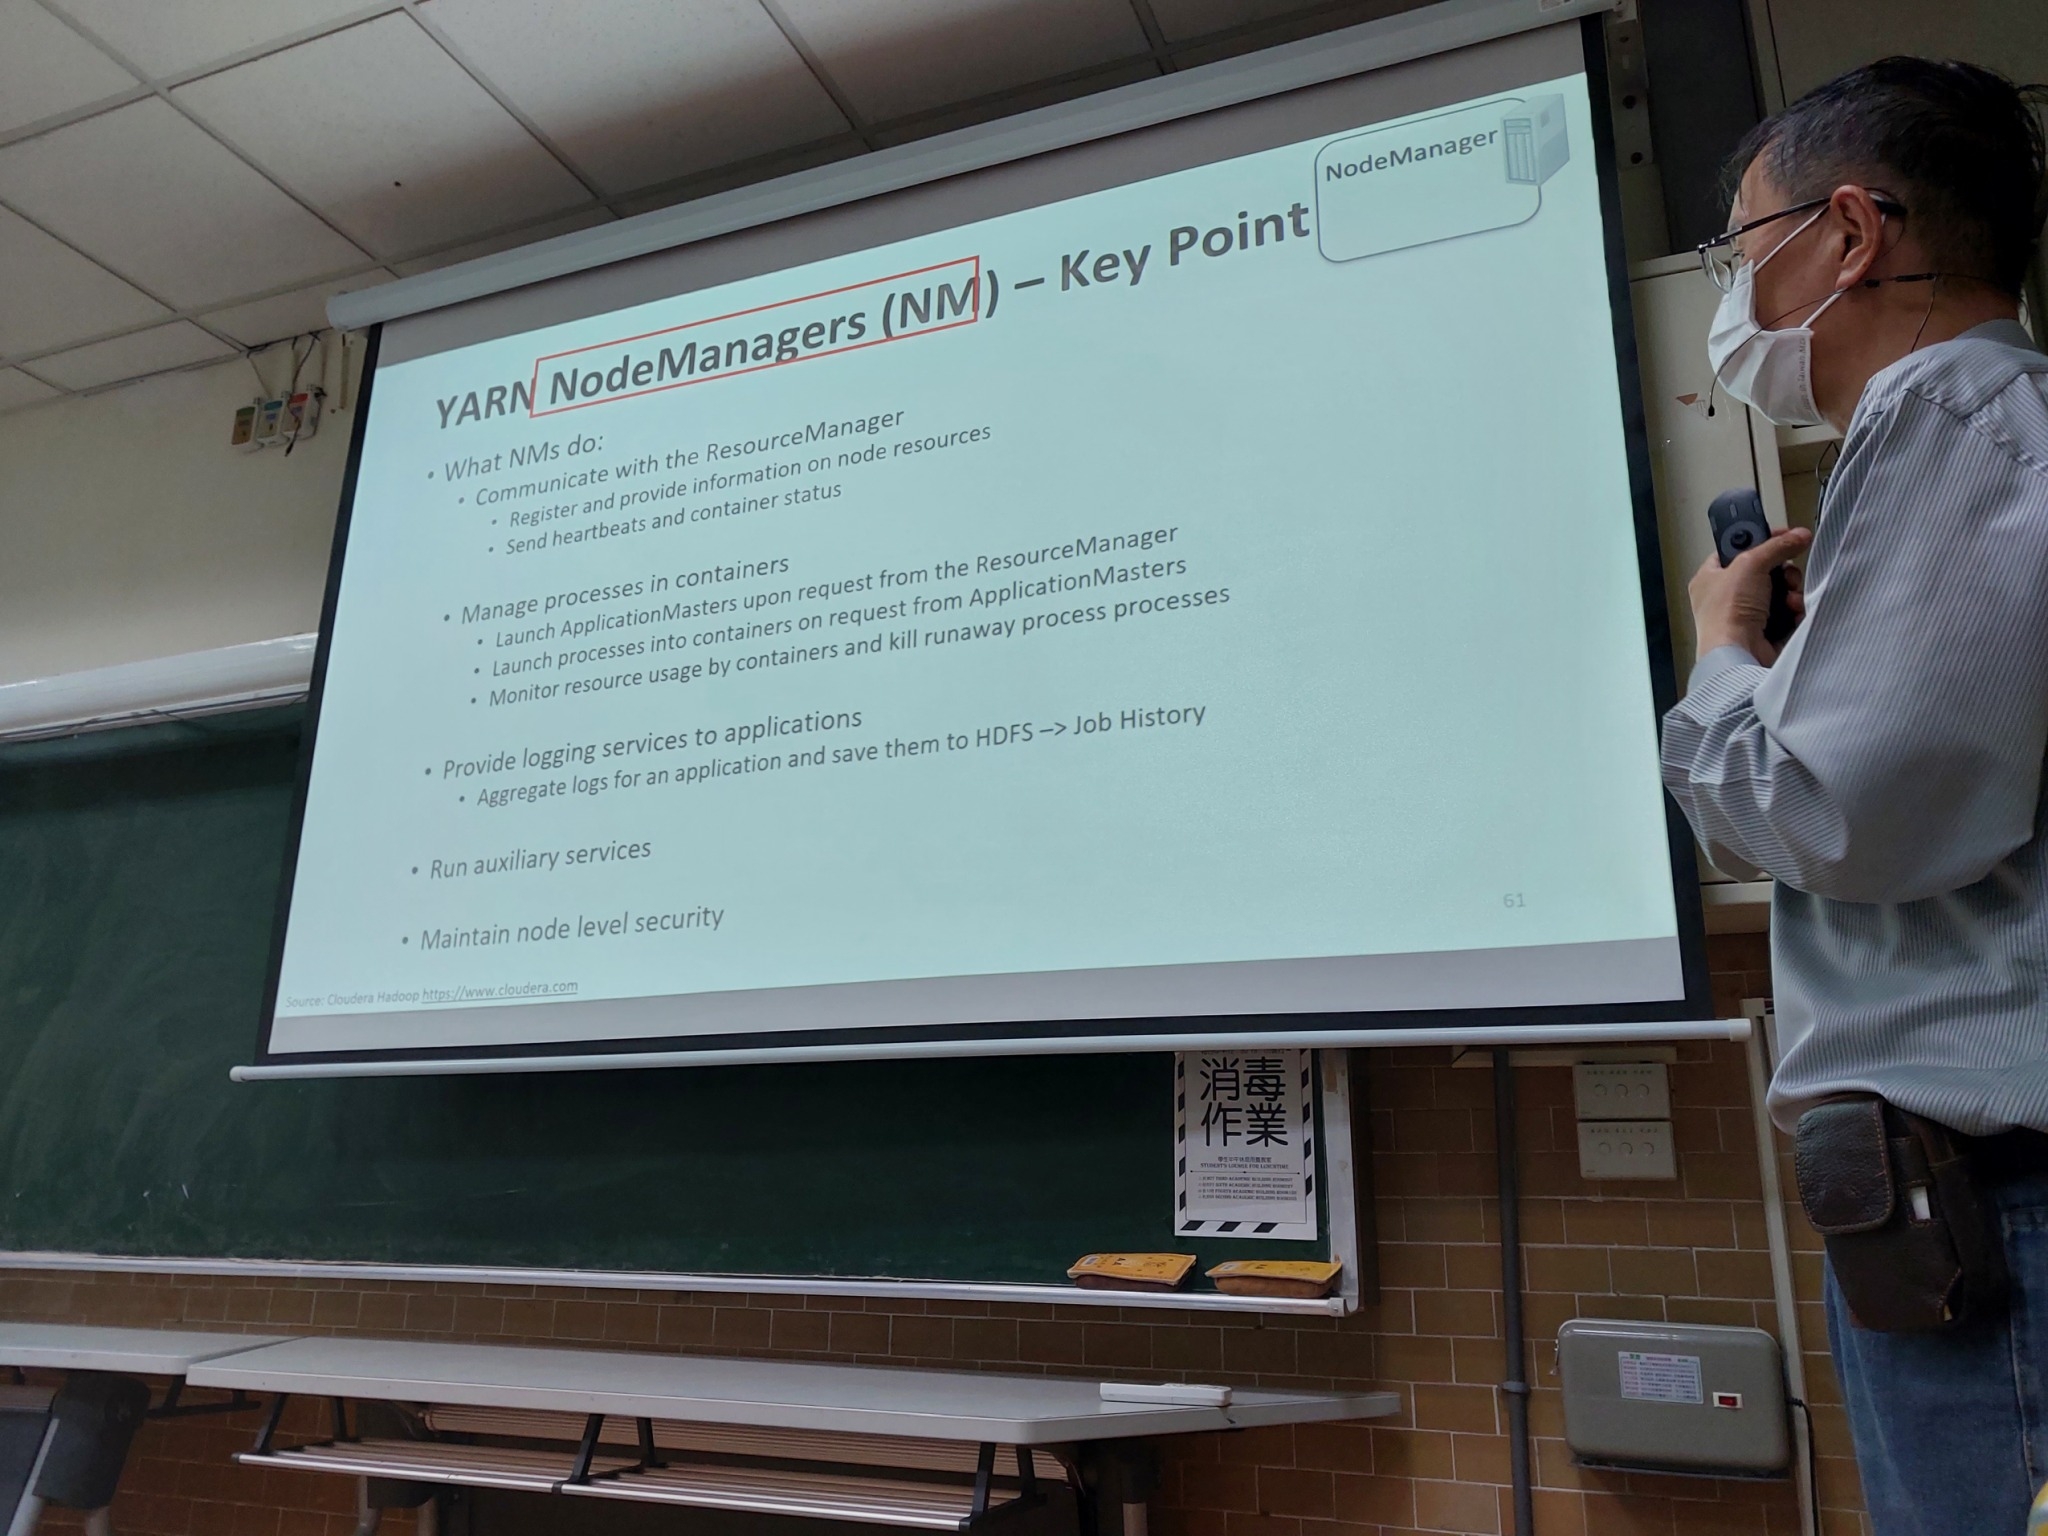 NodeManager
YARN NodeManagers (NM) – Key Point
• What NMs do:
• Communicate with the ResourceManager
• Register and provide information on node resources
• Send heartbeats and container status
• Manage processes in containers
• Launch ApplicationMasters upon request from the ResourceManager
• Launch processes into containers on request from ApplicationMasters
• Monitor resource usage by containers and kill runaway process processes
• Provide logging services to applications
• Aggregate logs for an application and save them to HDFS –> Job History
• Run auxiliary services
• Maintain node level security
61
Source: Cloudera Hadoop https://www.cloudera.com
消毒
作業
STUDENT'S LOUNGE FOR LUNCHTIME